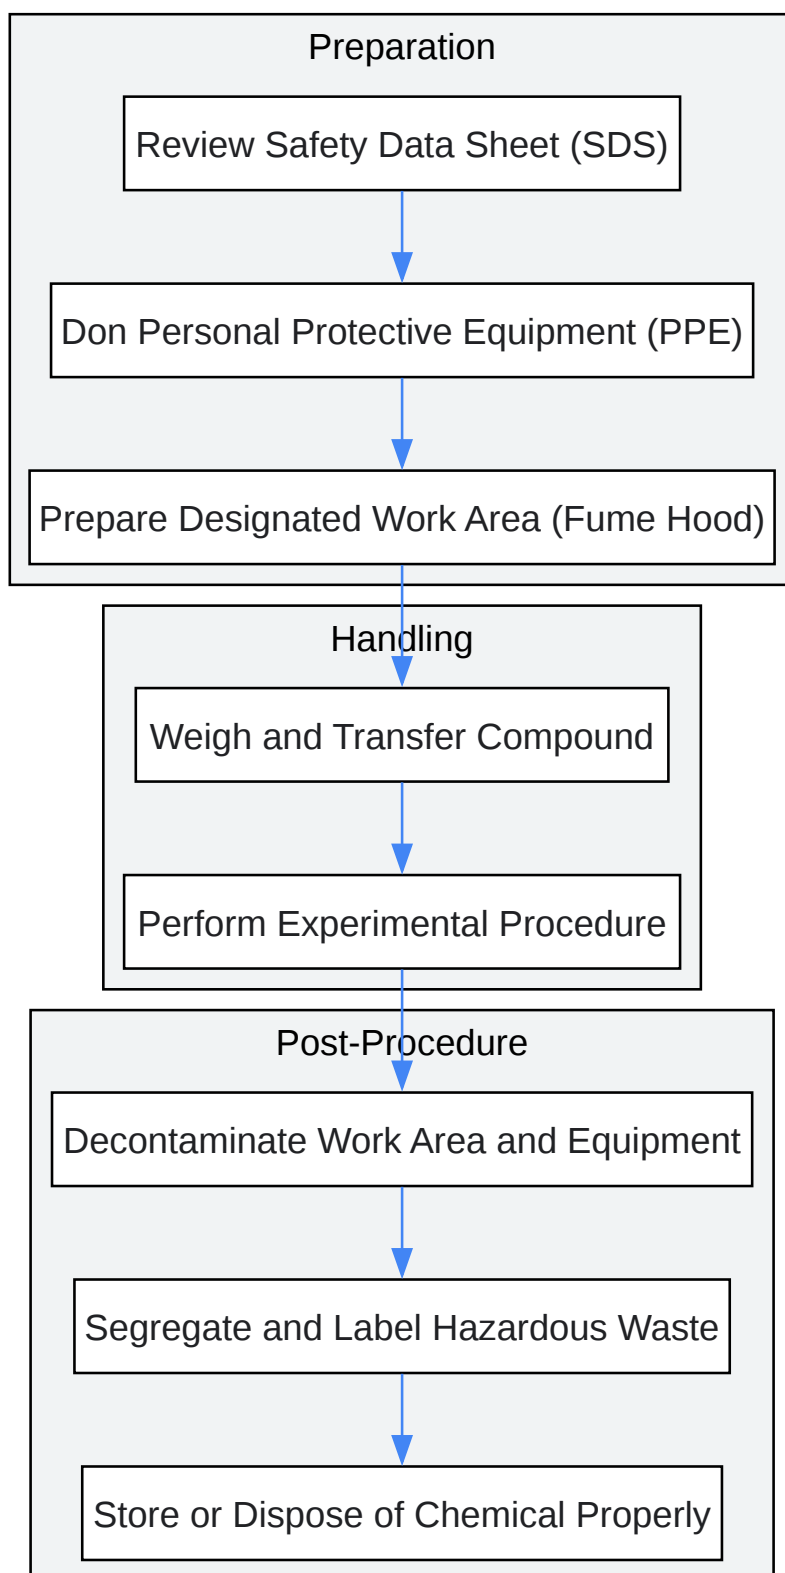 Preparation
Review Safety Data Sheet (SDS)
Don Personal Protective Equipment (PPE)
Prepare Designated Work Area (Fume Hood)
Handling
Weigh and Transfer Compound
Perform Experimental Procedure
Post-Procedure
Decontaminate Work Area and Equipment
Segregate and Label Hazardous Waste
Store or Dispose of Chemical Properly